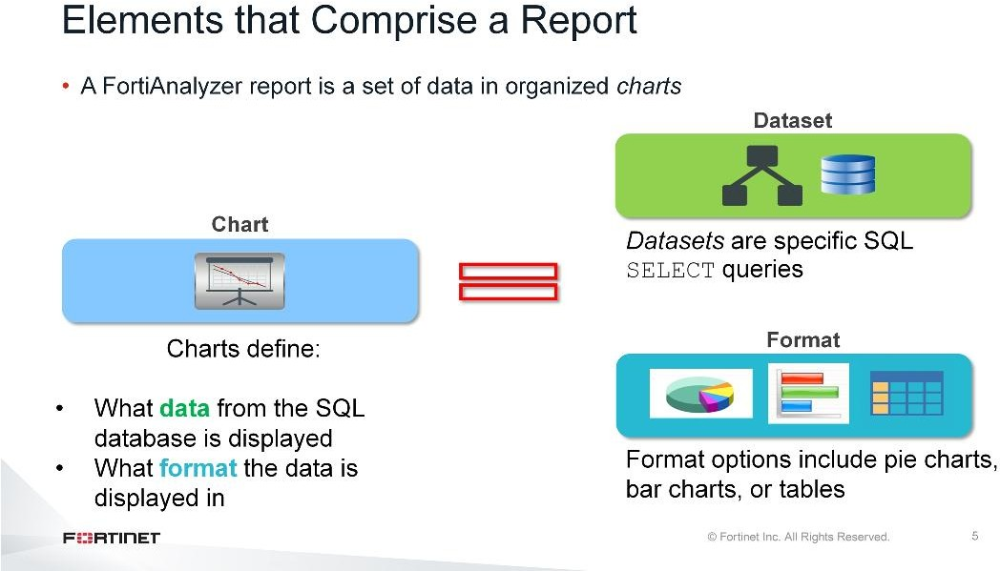 Elements that Comprise a Report
• A FortiAnalyzer report is a set of data in organized charts
Dataset
Datasets are specific SQL
SELECT queries
Chart
Charts define:
• What data from the SQL
database is displayed
• What format the data is
displayed in
Format
Format options include pie charts,
bar charts, or tables
FORTINET
© Fortinet Inc. All Rights Reserved.
5